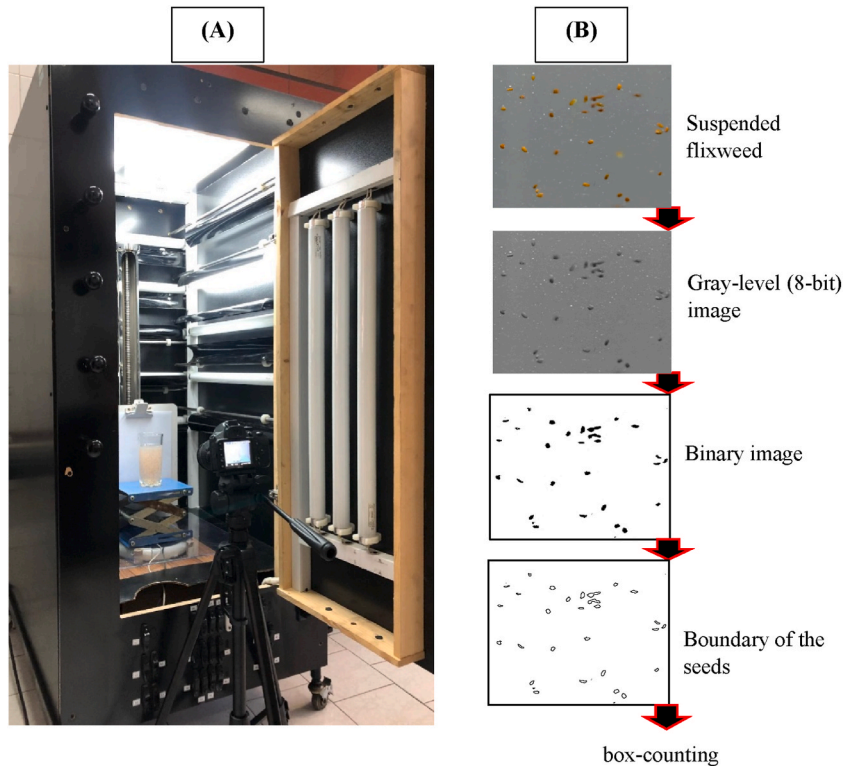 (A)
(B)
Suspended
flixweed
Gray-level (8-bit)
image
Binary image
Boundary of the
seeds
box-counting